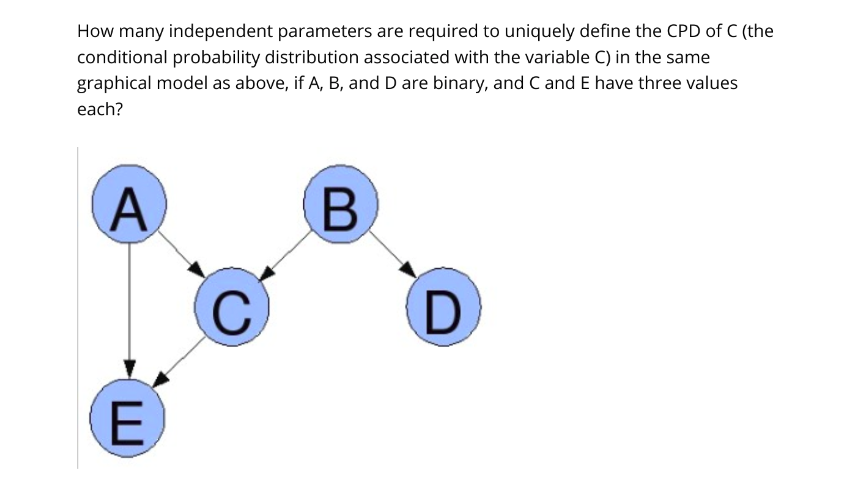 How many independent parameters are required to uniquely define the CPD of C (the
conditional probability distribution associated with the variable C) in the same
graphical model as above, if A, B, and D are binary, and C and E have three values
each?
A
B
C
D
E